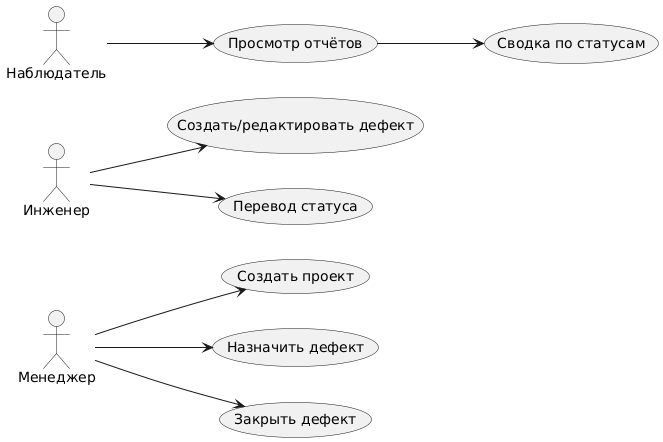 Наблюдатель
Просмотр отчётов
Сводка по статусам
Создать/редактировать дефект
Инженер
Перевод статуса
Создать проект
Менеджер
Назначить дефект
Закрыть дефект